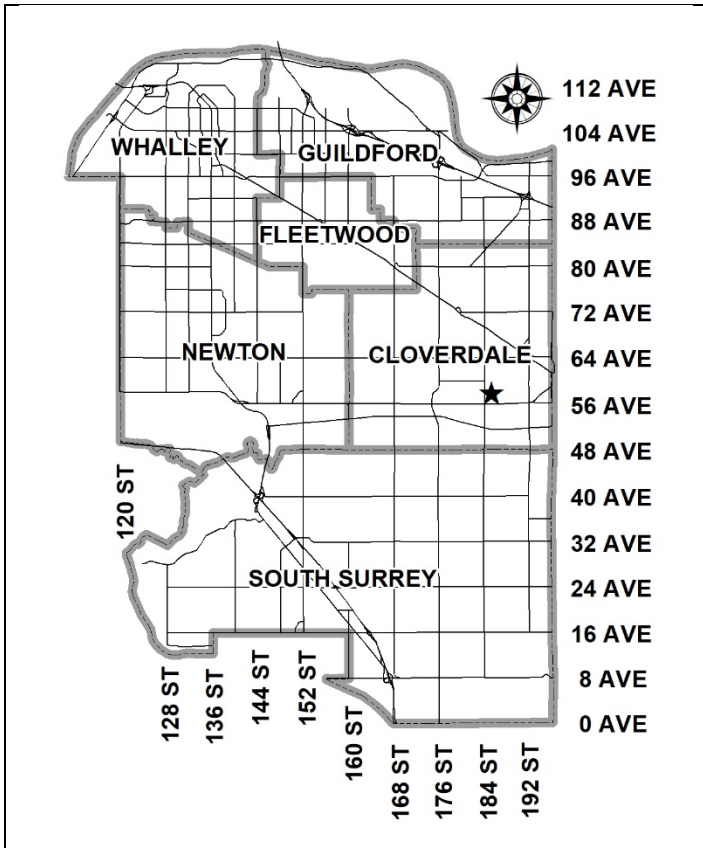 112 AVE
104 AVE
WHALLEY
GUILDFORD
96 AVE
88 AVE
FLEETWOOD
80 AVE
72 AVE
NEWTON
CLOVERDALE
64 AVE
56 AVE
48 AVE
120 ST
40 AVE
32 AVE
SOUTH SURREY
24 AVE
16 AVE
128 ST
136 ST
144 ST
152 ST
160 ST
8 AVE
0 AVE
168 ST
176 ST
184 ST
192 ST